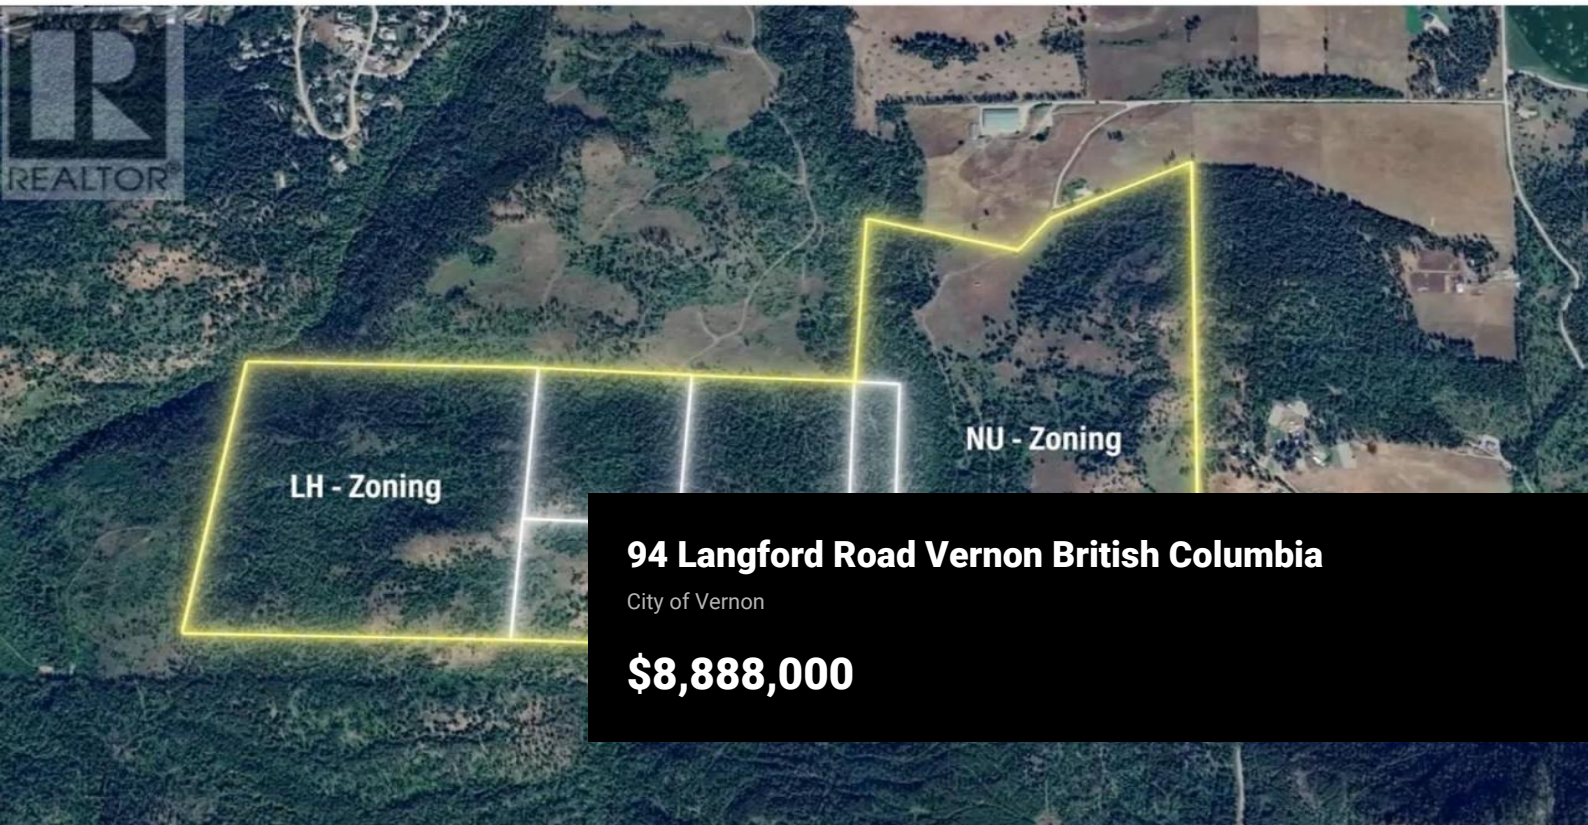 R
REALTOR
LH - Zoning
NU - Zoning
94 Langford Road Vernon British Columbia
City of Vernon
$8,888,000